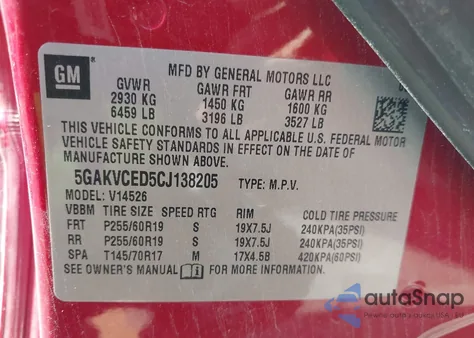 GM
MFD BY GENERAL MOTORS LLC
GVWR GAWR FRT GAWR RR
2930 KG 1450 KG 1600 KG
6459 LB 3196 LB 3527 LB
THIS VEHICLE CONFORMS TO ALL APPLICABLE U.S. FEDERAL MOTOR
VEHICLE SAFETY STANDARDS IN EFFECT ON THE DATE OF
MANUFACTURE SHOWN ABOVE.
5GAKVCED5CJ138205 TYPE: M.P.V.
MODEL: V14526
VBBM TIRE SIZE SPEED RTG RIM COLD TIRE PRESSURE
FRT P255/60R19 S 19X7.5J 240KPA(35PSI)
RR P255/60R19 S 19X7.5J 240KPA(35PSI)
SPA T145/70R17 M 17X4.5B 420KPA(60PSI)
SEE OWNER'S MANUAL FOR MORE INFORMATION.
autoSnap